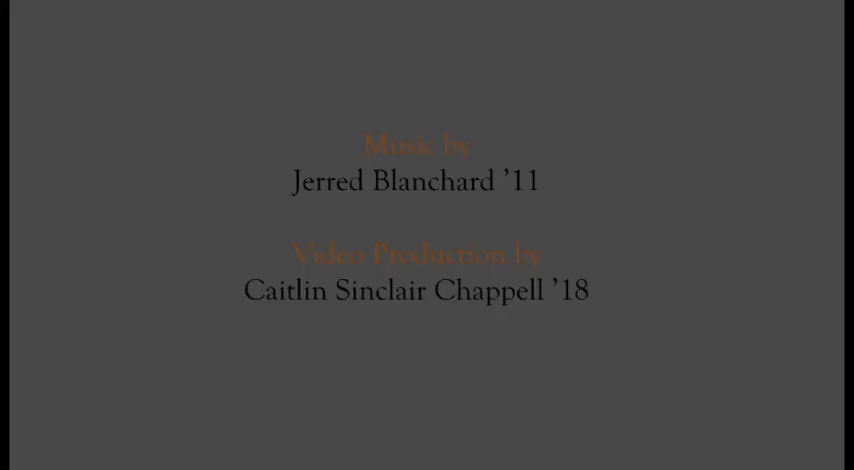 Music by
Jerred Blanchard ’11
Video Production by
Caitlin Sinclair Chappell ’18